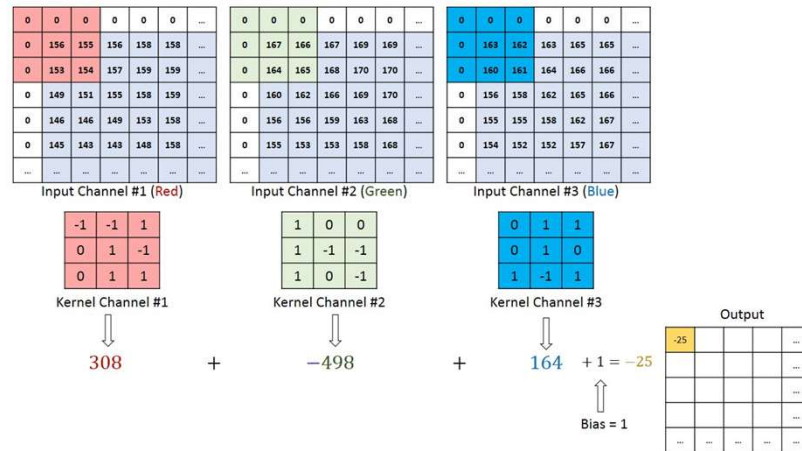 0 0 0 0 0 0 ...
0 156 155 156 158 158 ...
0 153 154 157 159 159 ...
0 149 151 155 158 159 ...
0 146 146 149 153 158 ...
0 145 143 143 148 158 ...
... ... ... ... ... ... ...
Input Channel #1 (Red)
0 0 0 0 0 0 ...
0 167 166 167 169 169 ...
0 164 165 168 170 170 ...
0 160 162 166 169 170 ...
0 156 156 159 163 168 ...
0 155 153 153 158 168 ...
... ... ... ... ... ... ...
Input Channel #2 (Green)
0 0 0 0 0 0 ...
0 163 162 163 165 165 ...
0 160 161 164 166 166 ...
0 156 158 162 165 166 ...
0 155 155 158 162 167 ...
0 154 152 152 157 167 ...
... ... ... ... ... ... ...
Input Channel #3 (Blue)
-1 -1 1
0 1 -1
0 1 1
Kernel Channel #1
1 0 0
1 -1 -1
1 0 -1
Kernel Channel #2
0 1 1
0 1 0
1 -1 1
Kernel Channel #3
308 + −498 + 164 + 1 = −25
Bias = 1
Output
-25 ...
...
...
...
... ... ... ... ...